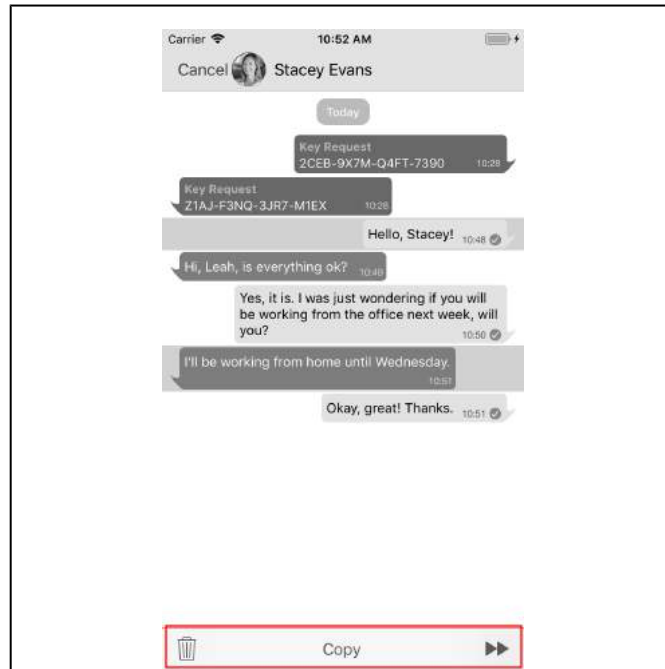 Carrier 10:52 AM
Cancel Stacey Evans
Today
Key Request
2CEB-9X7M-Q4FT-7390 10:28
Key Request
Z1AJ-F3NQ-3JR7-M1EX 10:28
Hello, Stacey! 10:48
Hi, Leah, is everything ok? 10:49
Yes, it is. I was just wondering if you will
be working from the office next week, will
you? 10:50
I'll be working from home until Wednesday.
10:51
Okay, great! Thanks. 10:51
Copy